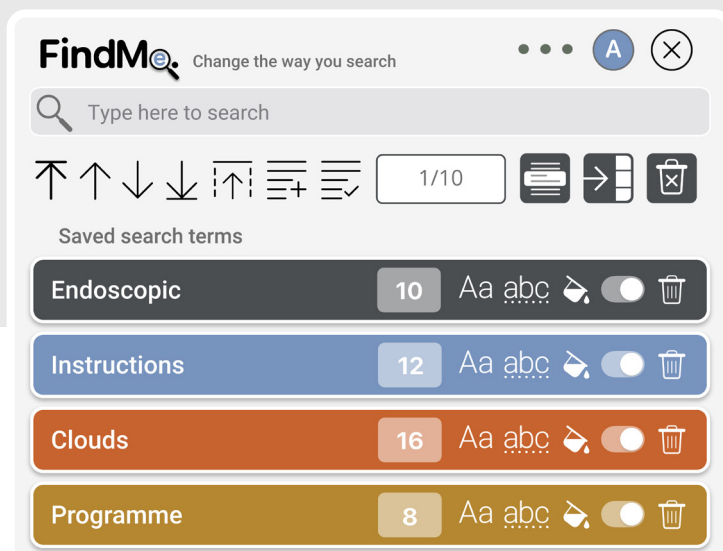 FindMe Change the way you search
A
Type here to search
1/10
Saved search terms
Endoscopic 10 Aa abc
Instructions 12 Aa abc
Clouds 16 Aa abc
Programme 8 Aa abc